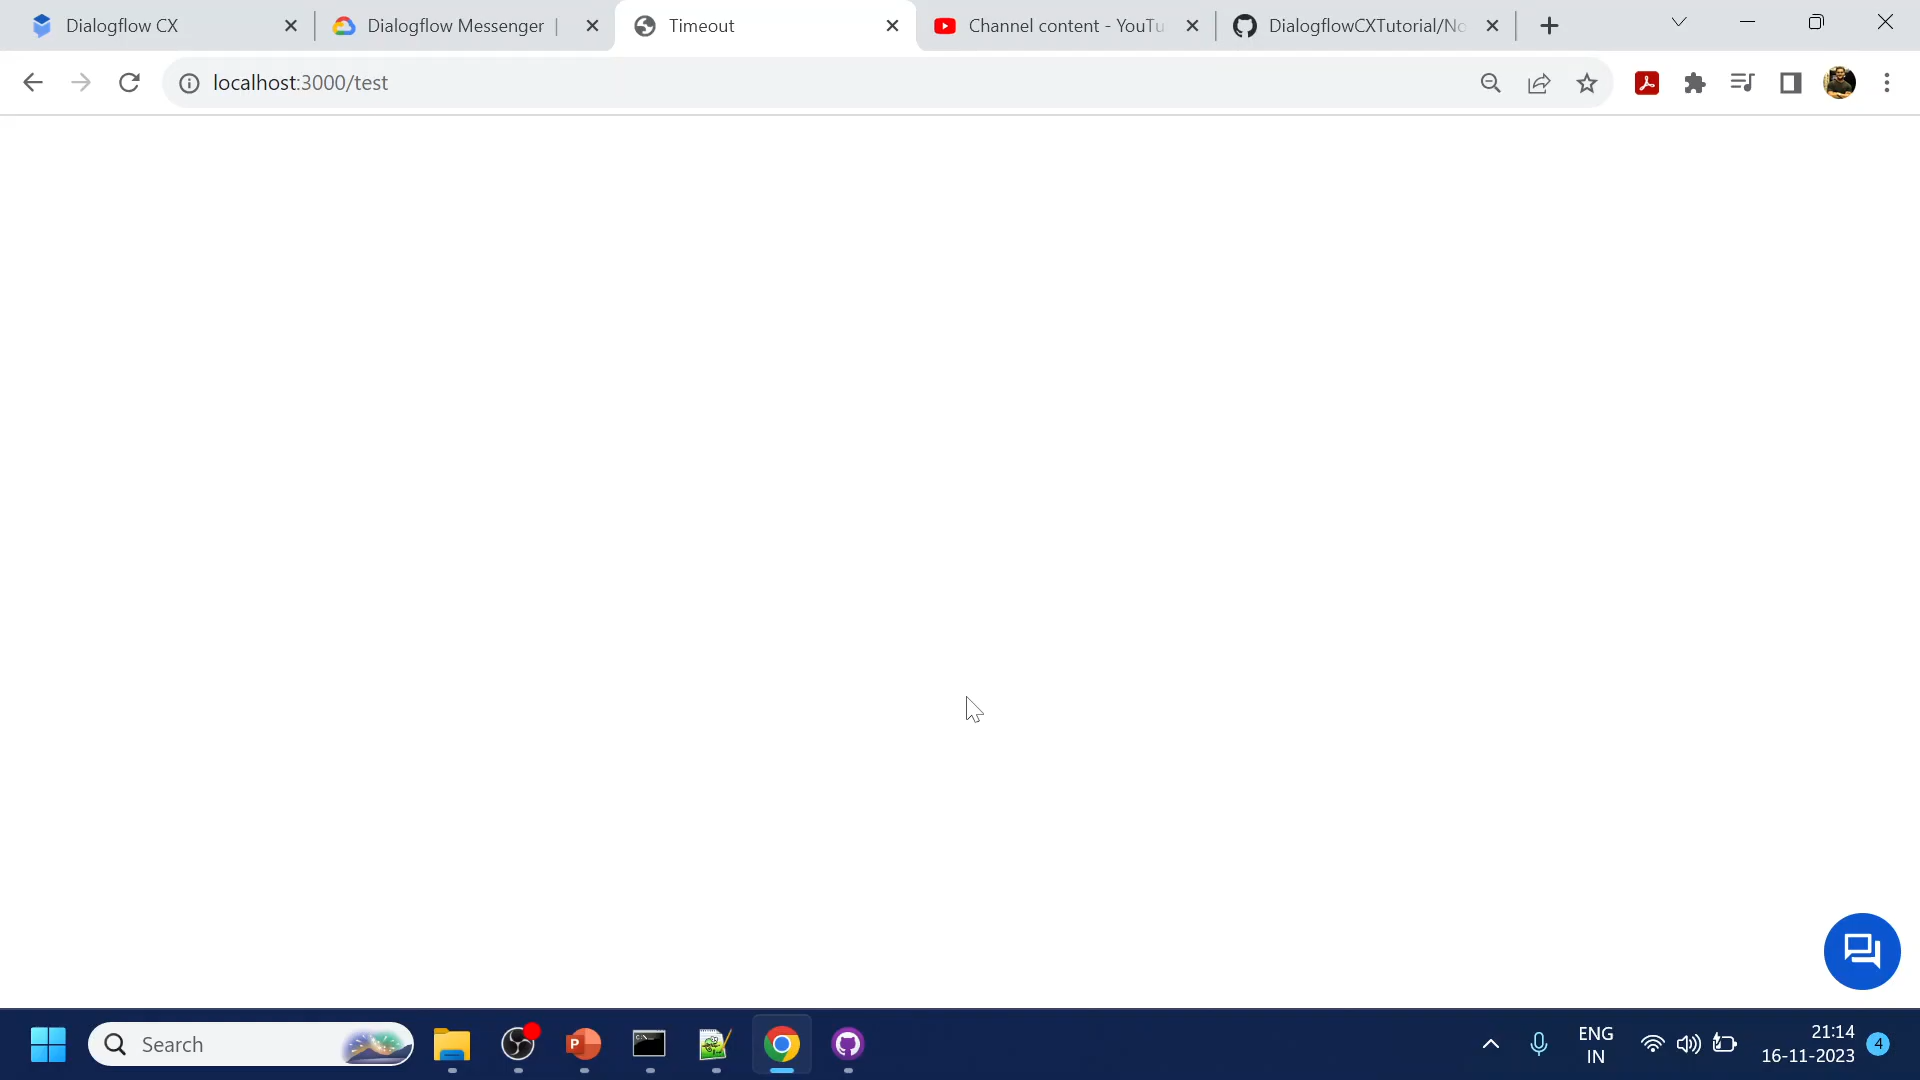 Dialogflow CX
Dialogflow Messenger |
Timeout
Channel content - YouTu
DialogflowCXTutorial/No
localhost:3000/test
Search
P
C:\
ENG
IN
21:14
16-11-2023
4